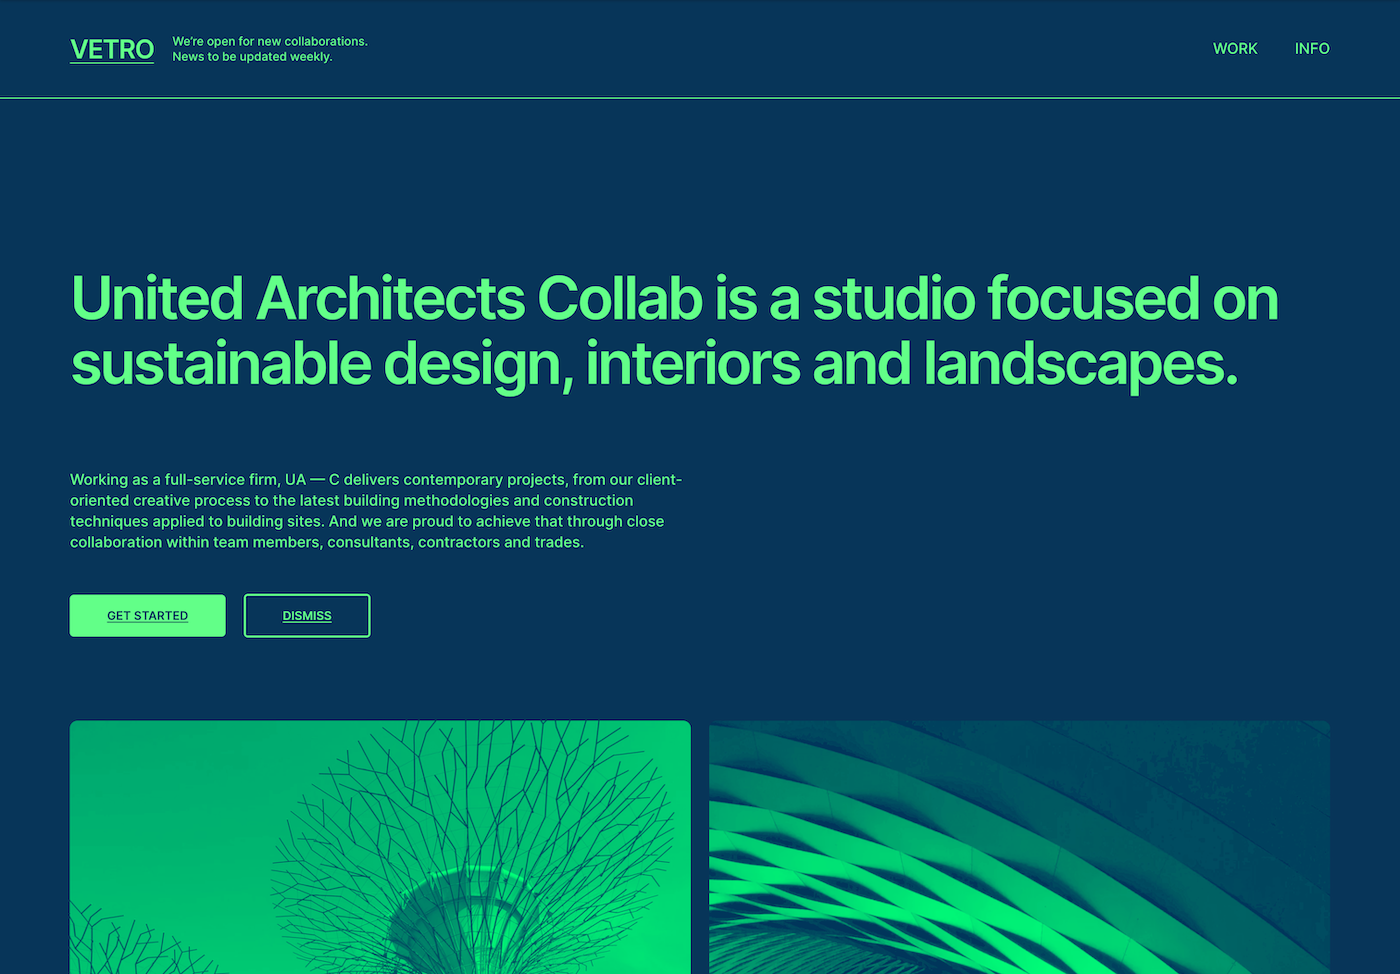 VETRO
We’re open for new collaborations.
News to be updated weekly.
WORK
INFO
United Architects Collab is a studio focused on
sustainable design, interiors and landscapes.
Working as a full-service firm, UA — C delivers contemporary projects, from our client-
oriented creative process to the latest building methodologies and construction
techniques applied to building sites. And we are proud to achieve that through close
collaboration within team members, consultants, contractors and trades.
GET STARTED
DISMISS